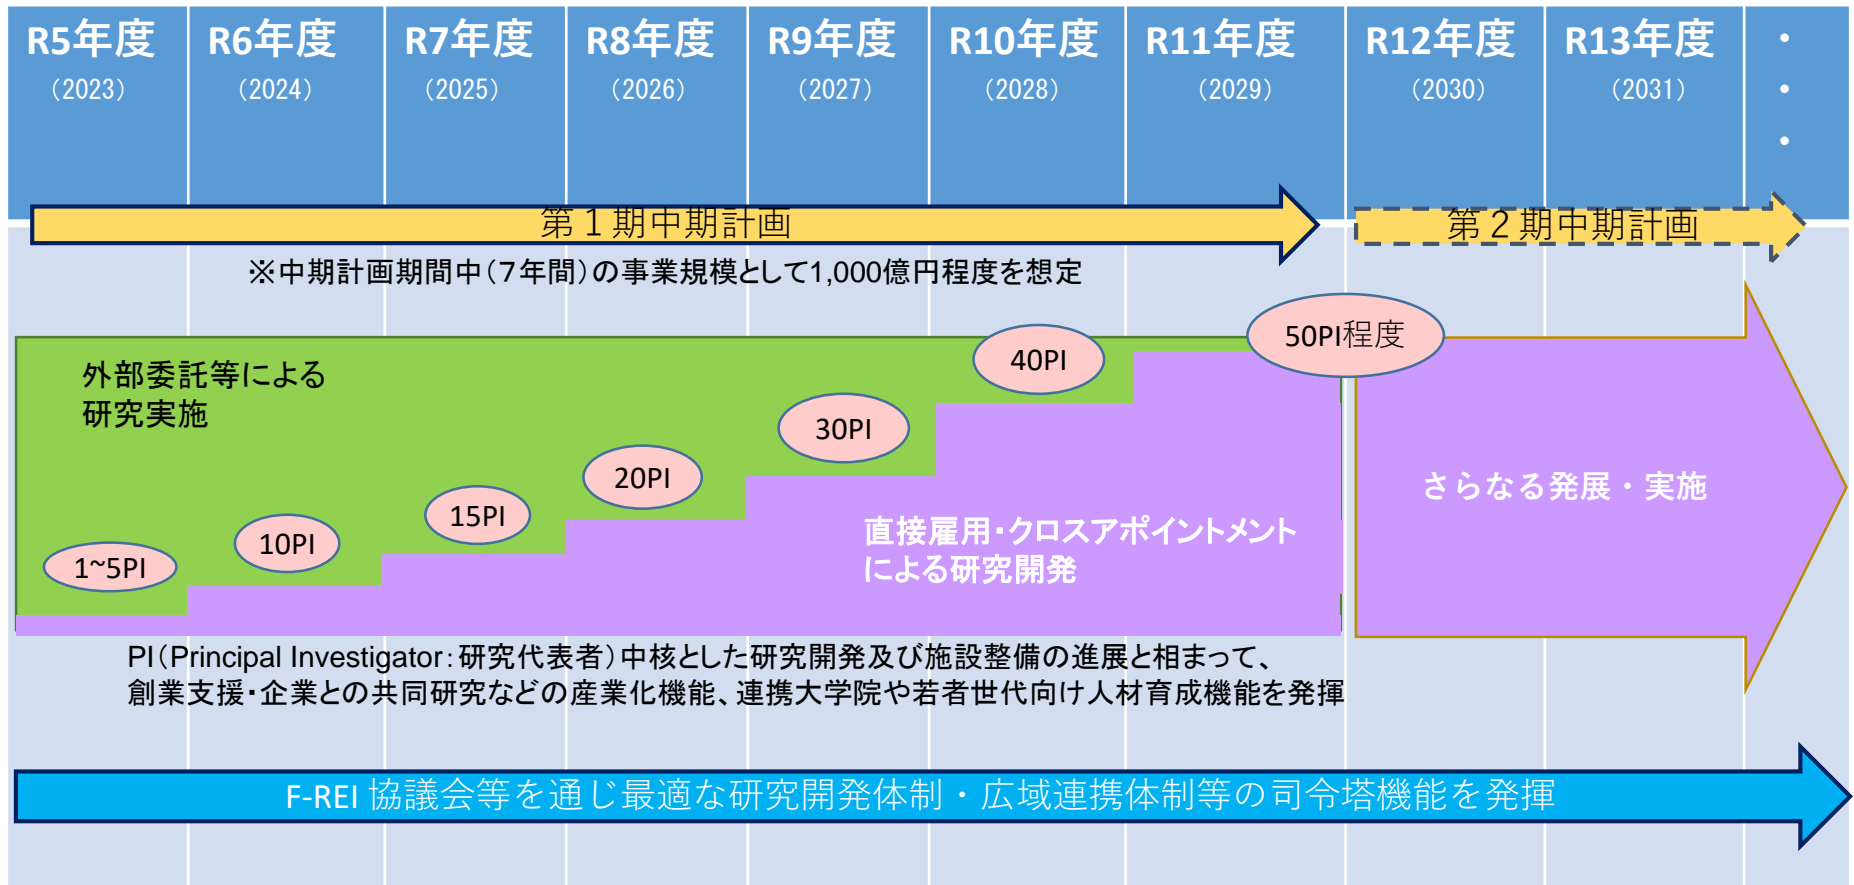 R5年度 R6年度 R7年度 R8年度 R9年度 R10年度 R11年度 R12年度 R13年度 ・
（2023） （2024） （2025） （2026） （2027） （2028） （2029） （2030） （2031） ・
・
第１期中期計画 第２期中期計画
※中期計画期間中（７年間）の事業規模として1,000億円程度を想定
50PI程度
40PI
外部委託等による
研究実施
30PI
20PI
さらなる発展・実施
15PI
直接雇用・クロスアポイントメント
による研究開発
10PI
1~5PI
PI（Principal Investigator：研究代表者）中核とした研究開発及び施設整備の進展と相まって、
創業支援・企業との共同研究などの産業化機能、連携大学院や若者世代向け人材育成機能を発揮
F-REI 協議会等を通じ最適な研究開発体制・広域連携体制等の司令塔機能を発揮